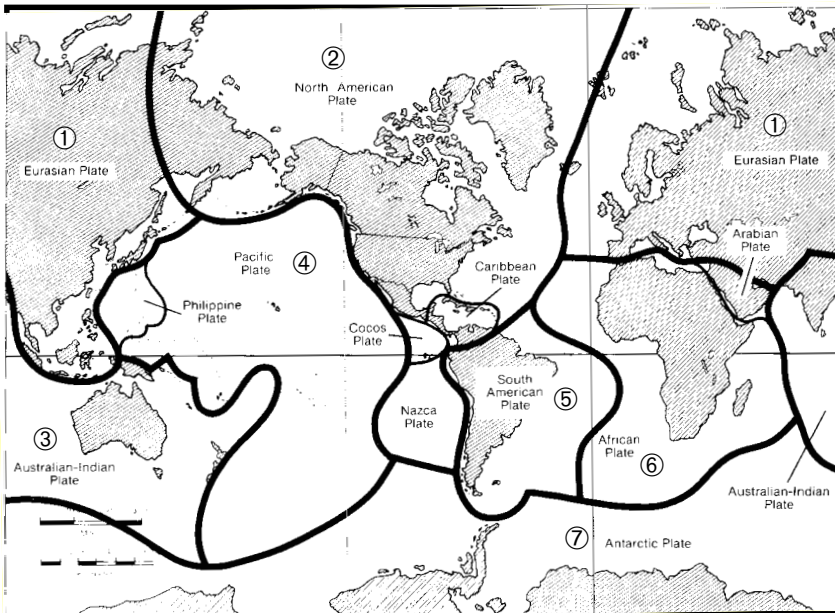 ②
North American
Plate
①
Eurasian Plate
①
Eurasian Plate
Arabian
Plate
Pacific
Plate
④
Caribbean
Plate
Philippine
Plate
Cocos
Plate
South
American
Plate
⑤
Nazca
Plate
③
Australian-Indian
Plate
African
Plate
⑥
Australian-Indian
Plate
⑦
Antarctic Plate